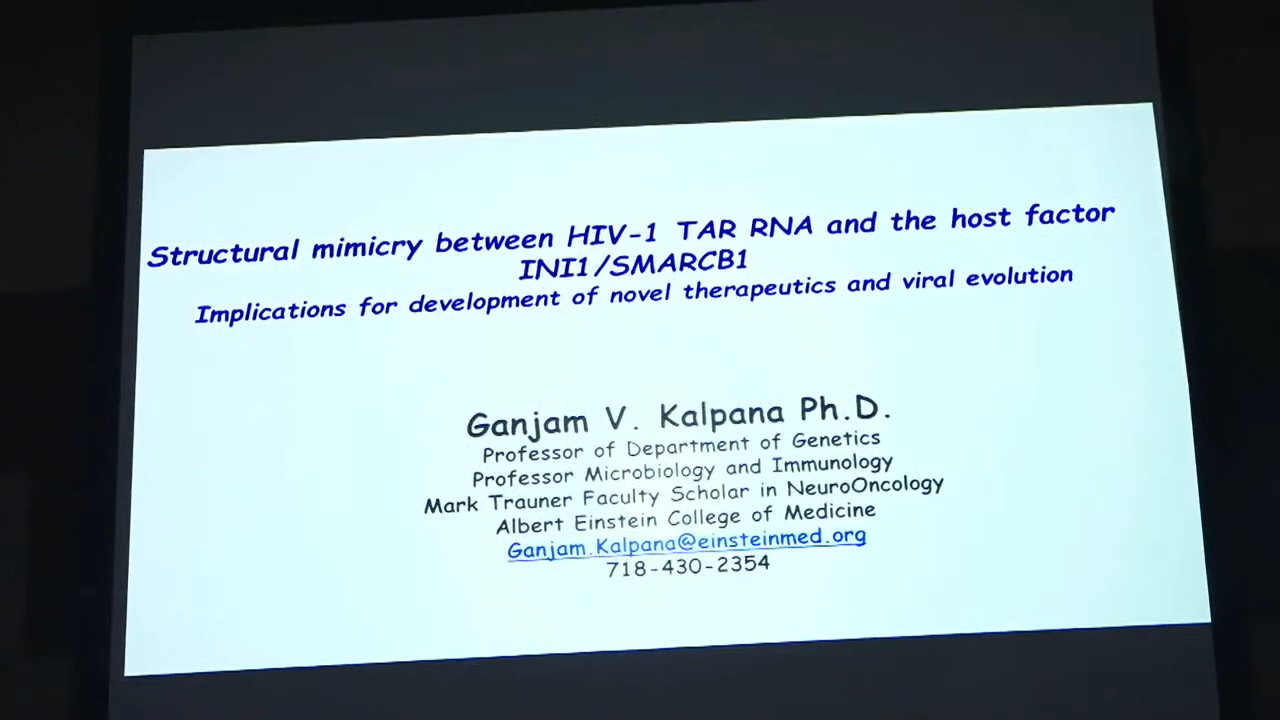 Structural mimicry between HIV-1 TAR RNA and the host factor
INI1/SMARCB1
Implications for development of novel therapeutics and viral evolution
Ganjam V. Kalpana Ph.D.
Professor of Department of Genetics
Professor Microbiology and Immunology
Mark Trauner Faculty Scholar in NeuroOncology
Albert Einstein College of Medicine
Ganjam.Kalpana@einsteinmed.org
718-430-2354